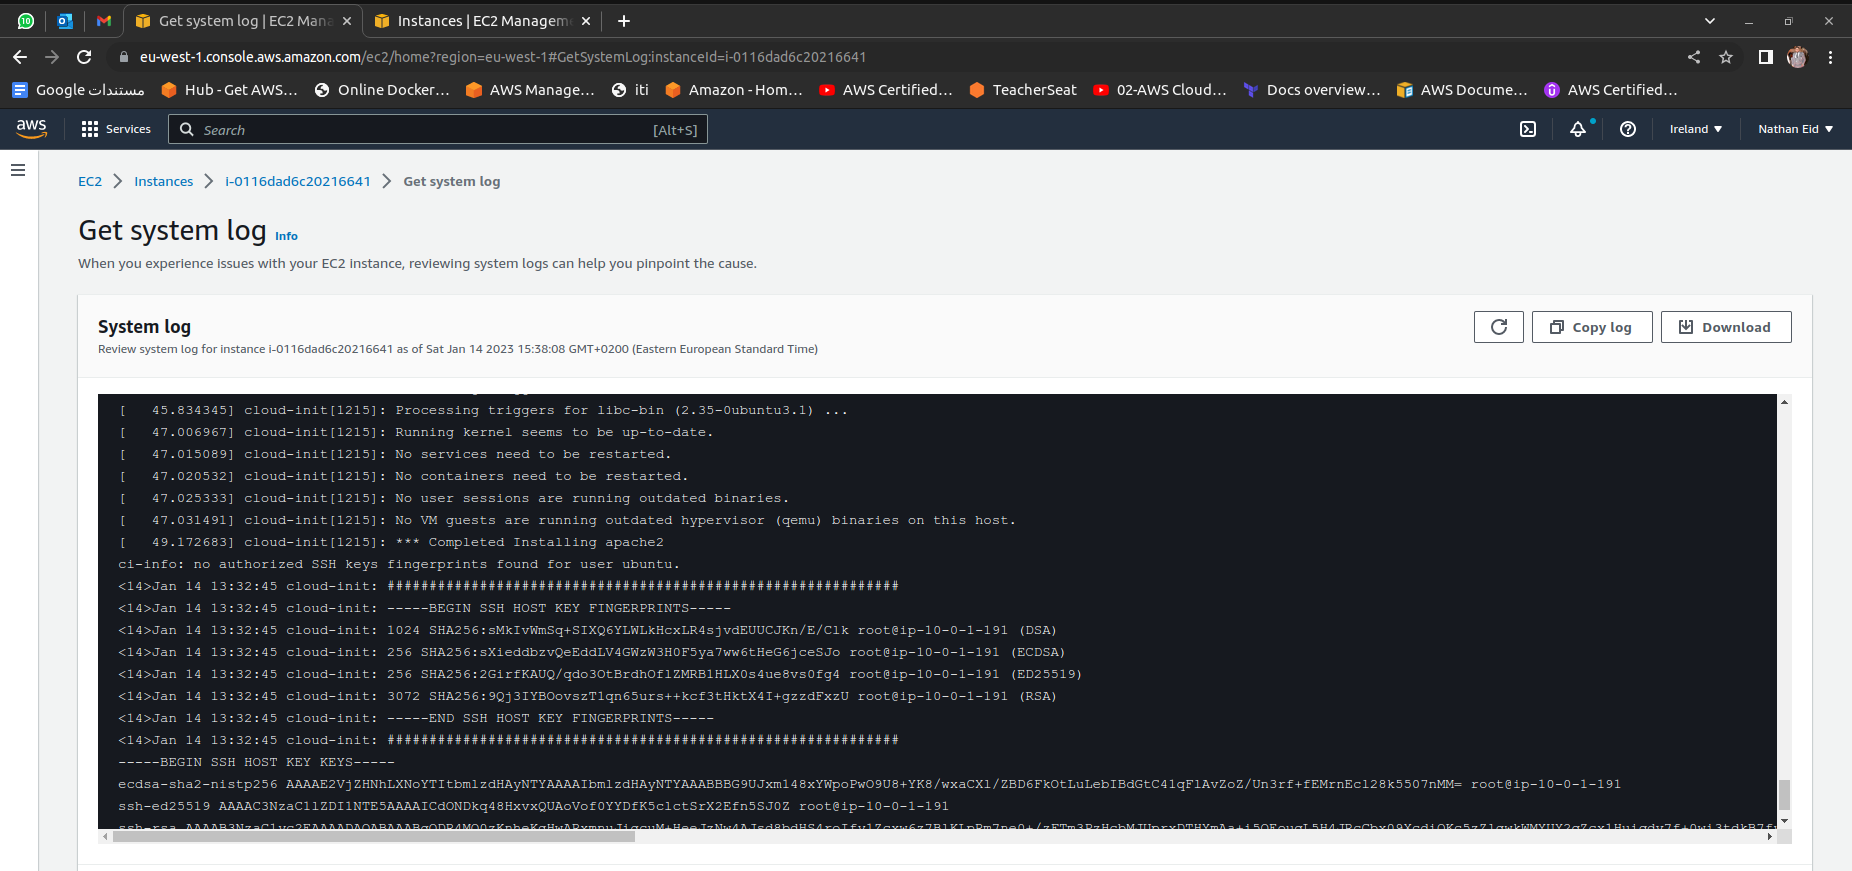 Get system log | EC2 Mana
Instances | EC2 Managem
eu-west-1.console.aws.amazon.com/ec2/home?region=eu-west-1#GetSystemLog:instanceId=i-0116dad6c20216641
مستندات Google
Hub - Get AWS...
Online Docker...
AWS Manage...
iti
Amazon - Hom...
AWS Certified...
TeacherSeat
02-AWS Cloud...
Docs overview...
AWS Docume...
AWS Certified...
aws
Services
Search
[Alt+S]
Ireland
Nathan Eid
EC2
Instances
i-0116dad6c20216641
Get system log
Get system log Info
When you experience issues with your EC2 instance, reviewing system logs can help you pinpoint the cause.
System log
Copy log
Download
Review system log for instance i-0116dad6c20216641 as of Sat Jan 14 2023 15:38:08 GMT+0200 (Eastern European Standard Time)
[   45.834345] cloud-init[1215]: Processing triggers for libc-bin (2.35-0ubuntu3.1) ...
[   47.006967] cloud-init[1215]: Running kernel seems to be up-to-date.
[   47.015089] cloud-init[1215]: No services need to be restarted.
[   47.020532] cloud-init[1215]: No containers need to be restarted.
[   47.025333] cloud-init[1215]: No user sessions are running outdated binaries.
[   47.031491] cloud-init[1215]: No VM guests are running outdated hypervisor (qemu) binaries on this host.
[   49.172683] cloud-init[1215]: *** Completed Installing apache2
ci-info: no authorized SSH keys fingerprints found for user ubuntu.
<14>Jan 14 13:32:45 cloud-init: #############################################################
<14>Jan 14 13:32:45 cloud-init: -----BEGIN SSH HOST KEY FINGERPRINTS-----
<14>Jan 14 13:32:45 cloud-init: 1024 SHA256:sMkIvWmSq+SIXQ6YLWLkHcxLR4sjvdEUUCJKn/E/Clk root@ip-10-0-1-191 (DSA)
<14>Jan 14 13:32:45 cloud-init: 256 SHA256:sXieddbzvQeEddLV4GWzW3H0F5ya7ww6tHeG6jceSJo root@ip-10-0-1-191 (ECDSA)
<14>Jan 14 13:32:45 cloud-init: 256 SHA256:2GirfKAUQ/qdo3OtBrdhOflZMRB1HLX0s4ue8vs0fg4 root@ip-10-0-1-191 (ED25519)
<14>Jan 14 13:32:45 cloud-init: 3072 SHA256:9Qj3IYBOovszT1qn65urs++kcf3tHktX4I+gzzdFxzU root@ip-10-0-1-191 (RSA)
<14>Jan 14 13:32:45 cloud-init: -----END SSH HOST KEY FINGERPRINTS-----
<14>Jan 14 13:32:45 cloud-init: #############################################################
-----BEGIN SSH HOST KEY KEYS-----
ecdsa-sha2-nistp256 AAAAE2VjZHNhLXNoYTItbmlzdHAyNTYAAAAIbmlzdHAyNTYAAABBBG9UJxml48xYWpoPwO9U8+YK8/wxaCXl/ZBD6FkOtLuLebIBdGtC41qFlAvZoZ/Un3rf+fEMrnEcl28k5507nMM= root@ip-10-0-1-191
ssh-ed25519 AAAAC3NzaC1lZDI1NTE5AAAAICdONDkq48HxvxQUAoVof0YYDfK5clctSrX2Efn5SJ0Z root@ip-10-0-1-191
ssh-rsa